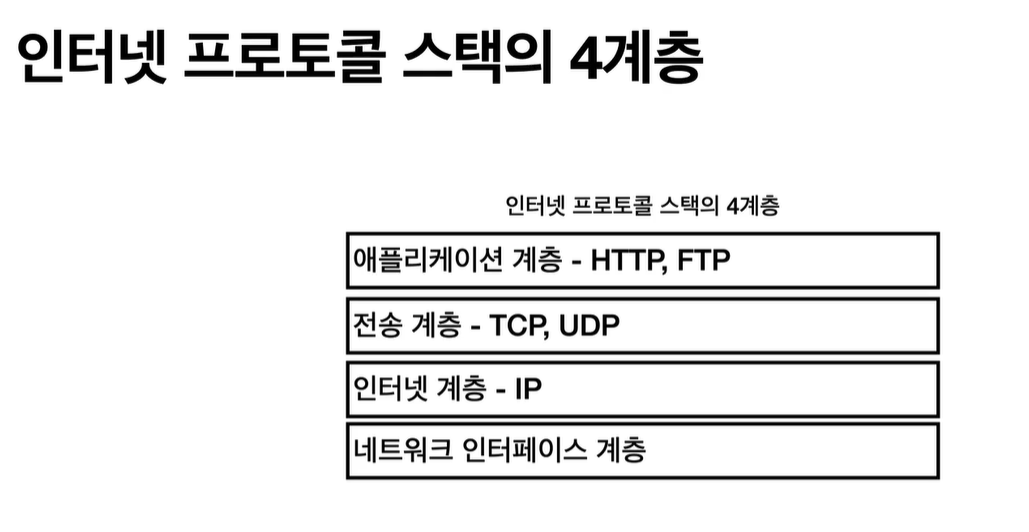 인터넷 프로토콜 스택의 4계층
인터넷 프로토콜 스택의 4계층
애플리케이션 계층 - HTTP, FTP
전송 계층 - TCP, UDP
인터넷 계층 - IP
네트워크 인터페이스 계층